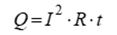 Q = I² · R · t